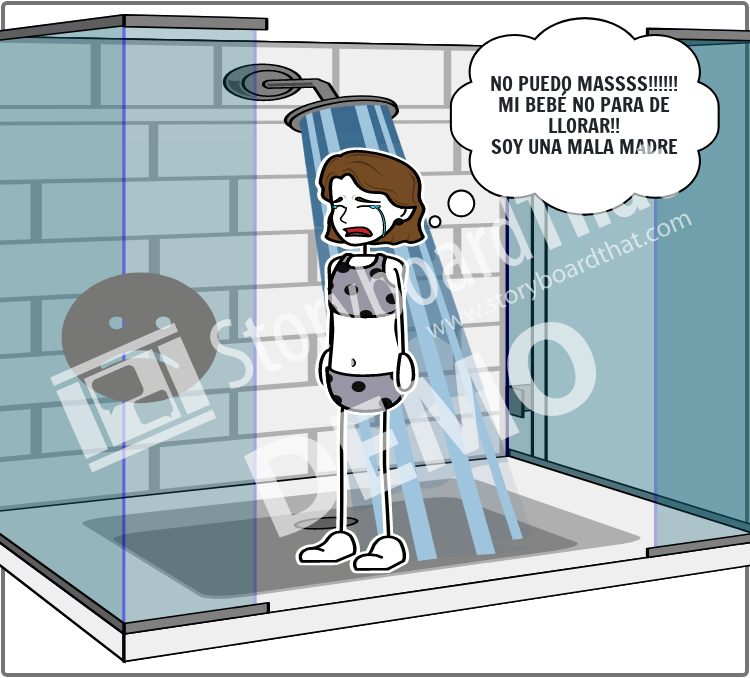 NO PUEDO MASSSS!!!!!!
MI BEBÉ NO PARA DE
LLORAR!!
SOY UNA MALA MADRE
StoryboardThat
www.storyboardthat.com
DEMO